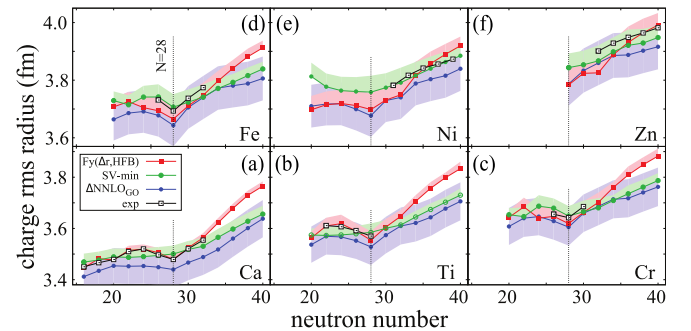 charge rms radius (fm)
4.0
3.8
3.6
(d)
N=28
Fe
(e)
Ni
(f)
Zn
3.8
3.6
3.4
Fy(Δr,HFB)
SV-min
ΔNNLOGO
exp
(a)
Ca
(b)
Ti
(c)
Cr
20 30 40 20 30 40 20 30 40
neutron number